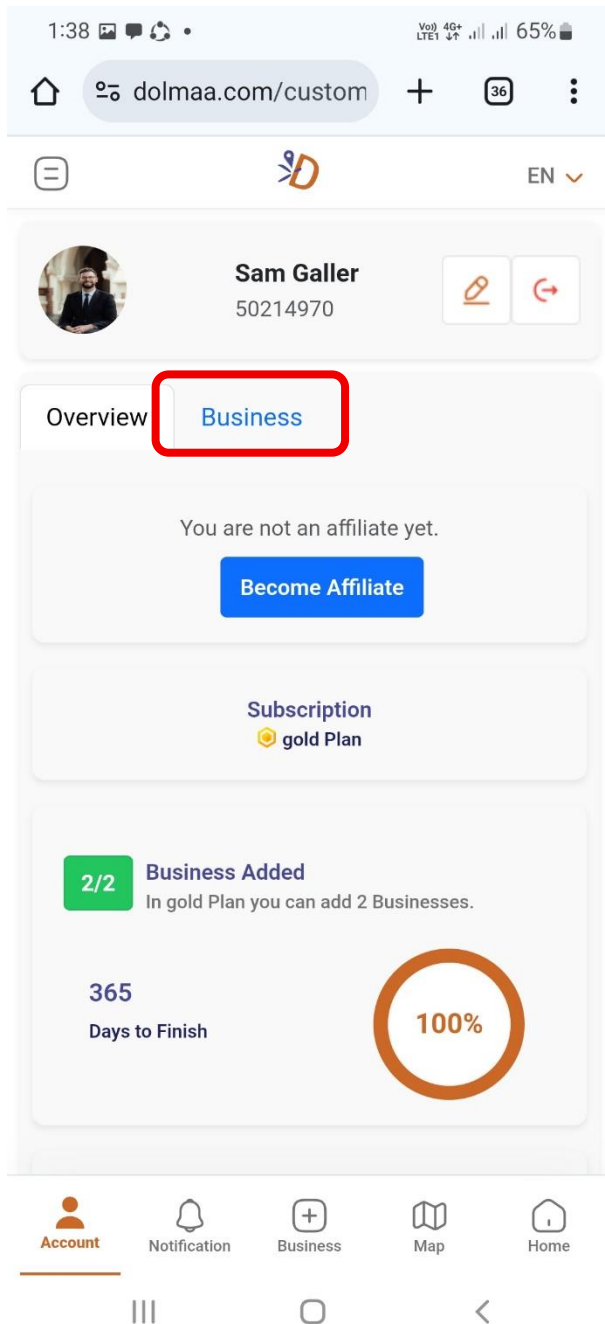 1:38
Vo)) 4G+
LTE1
65%
dolmaa.com/custom
36
D
EN
Sam Galler
50214970
Overview
Business
You are not an affiliate yet.
Become Affiliate
Subscription
gold Plan
2/2
Business Added
In gold Plan you can add 2 Businesses.
365
Days to Finish
100%
Account
Notification
Business
Map
Home